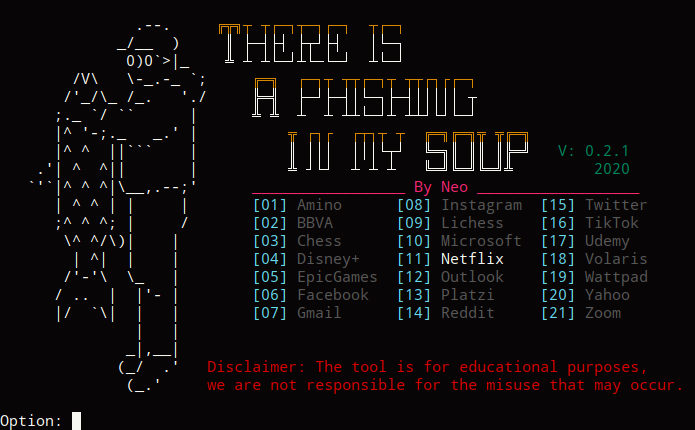 THERE IS
A PHISHING
IN MY SOUP
V: 0.2.1
2020
By Neo
[01] Amino [08] Instagram [15] Twitter
[02] BBVA [09] Lichess [16] TikTok
[03] Chess [10] Microsoft [17] Udemy
[04] Disney+ [11] Netflix [18] Volaris
[05] EpicGames [12] Outlook [19] Wattpad
[06] Facebook [13] Platzi [20] Yahoo
[07] Gmail [14] Reddit [21] Zoom
Disclaimer: The tool is for educational purposes,
we are not responsible for the misuse that may occur.
Option: